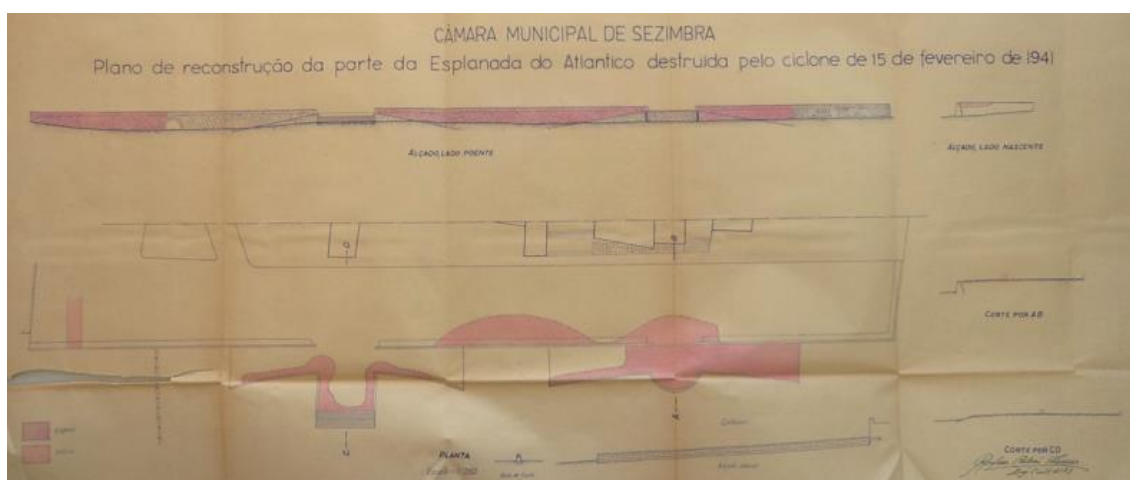 CÂMARA MUNICIPAL DE SEZIMBRA
Plano de reconstrução da parte da Esplanada do Atlantico destruida pelo ciclone de 15 de fevereiro de 1941
ALÇADO, LADO POENTE
ALÇADO, LADO NASCENTE
CORTE POR AB
PLANTA
CORTE POR CD